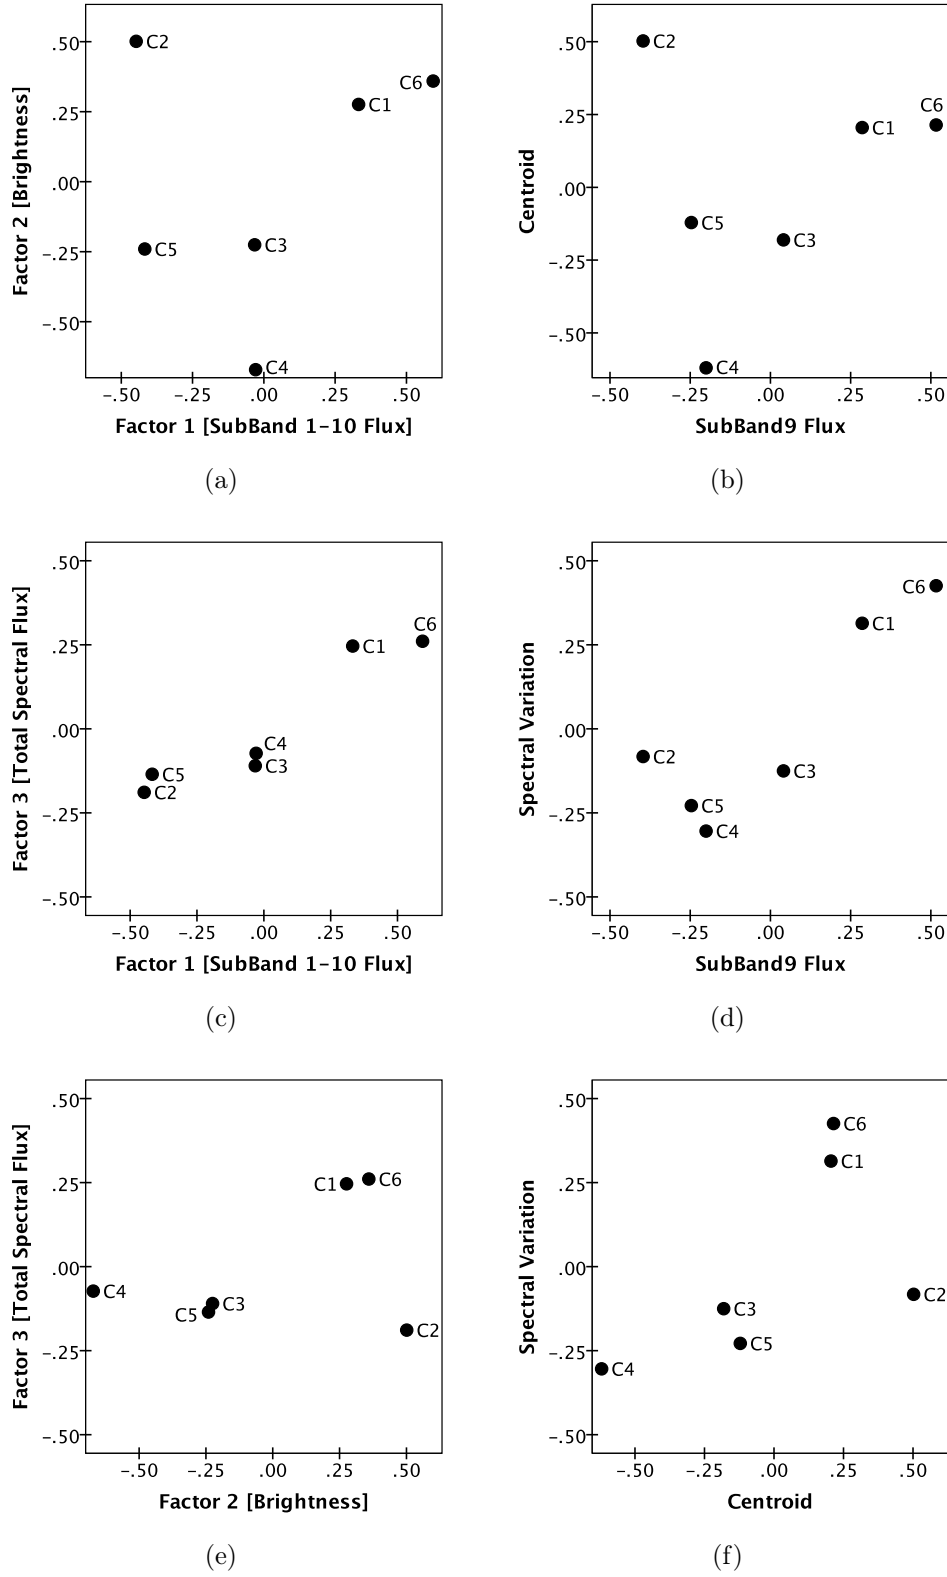 Factor 2 [Brightness]
.50
.25
.00
-.25
-.50
C2
C6
C1
C5
C3
C4
-.50 -.25 .00 .25 .50
Factor 1 [SubBand 1-10 Flux]
(a)
Centroid
.50
.25
.00
-.25
-.50
C2
C6
C1
C5
C3
C4
-.50 -.25 .00 .25 .50
SubBand9 Flux
(b)
Factor 3 [Total Spectral Flux]
.50
.25
.00
-.25
-.50
C6
C1
C4
C3
C5
C2
-.50 -.25 .00 .25 .50
Factor 1 [SubBand 1-10 Flux]
(c)
Spectral Variation
.50
.25
.00
-.25
-.50
C6
C1
C2
C3
C5
C4
-.50 -.25 .00 .25 .50
SubBand9 Flux
(d)
Factor 3 [Total Spectral Flux]
.50
.25
.00
-.25
-.50
C1 C6
C4
C3
C5
C2
-.50 -.25 .00 .25 .50
Factor 2 [Brightness]
(e)
Spectral Variation
.50
.25
.00
-.25
-.50
C6
C1
C2
C3
C5
C4
-.50 -.25 .00 .25 .50
Centroid
(f)